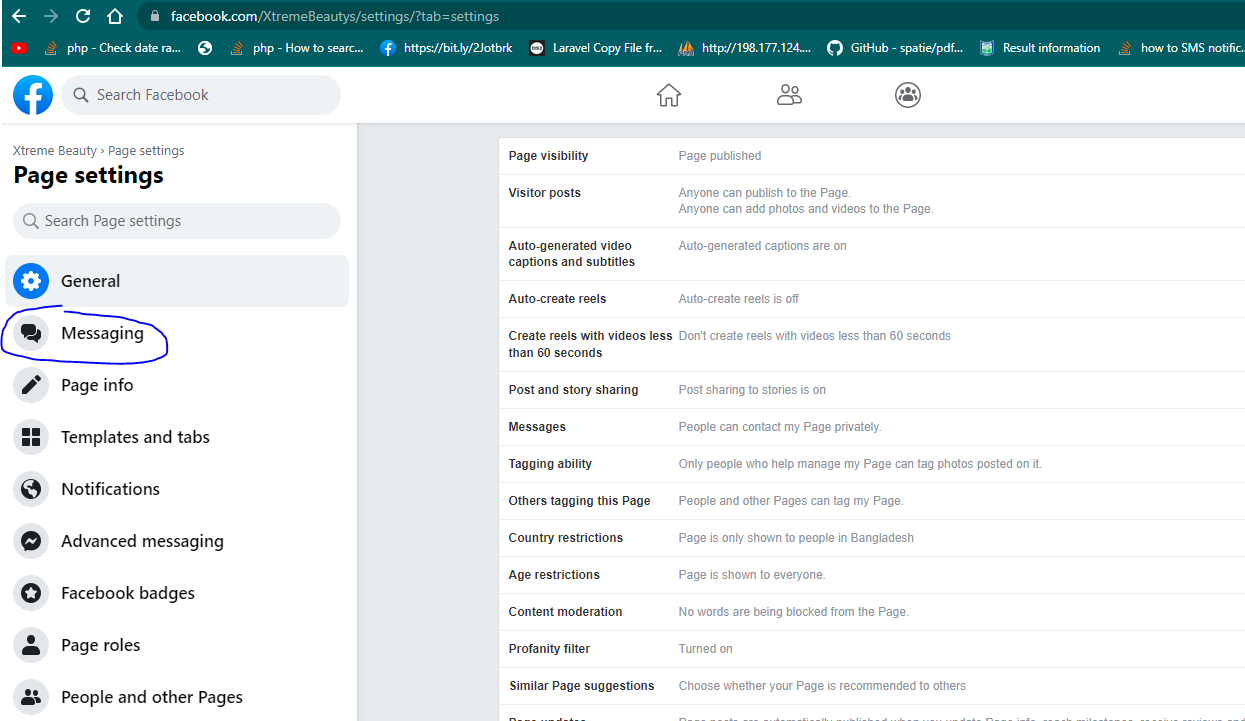 facebook.com/XtremeBeautys/settings/?tab=settings
php - Check date ra...
php - How to searc...
https://bit.ly/2Jotbrk
Laravel Copy File fr...
http://198.177.124....
GitHub - spatie/pdf...
Result information
how to SMS notific...
Search Facebook
Xtreme Beauty › Page settings
Page settings
Search Page settings
General
Messaging
Page info
Templates and tabs
Notifications
Advanced messaging
Facebook badges
Page roles
People and other Pages
Page visibility Page published
Visitor posts Anyone can publish to the Page.
Anyone can add photos and videos to the Page.
Auto-generated video Auto-generated captions are on
captions and subtitles
Auto-create reels Auto-create reels is off
Create reels with videos less Don't create reels with videos less than 60 seconds
than 60 seconds
Post and story sharing Post sharing to stories is on
Messages People can contact my Page privately.
Tagging ability Only people who help manage my Page can tag photos posted on it.
Others tagging this Page People and other Pages can tag my Page.
Country restrictions Page is only shown to people in Bangladesh
Age restrictions Page is shown to everyone.
Content moderation No words are being blocked from the Page.
Profanity filter Turned on
Similar Page suggestions Choose whether your Page is recommended to others